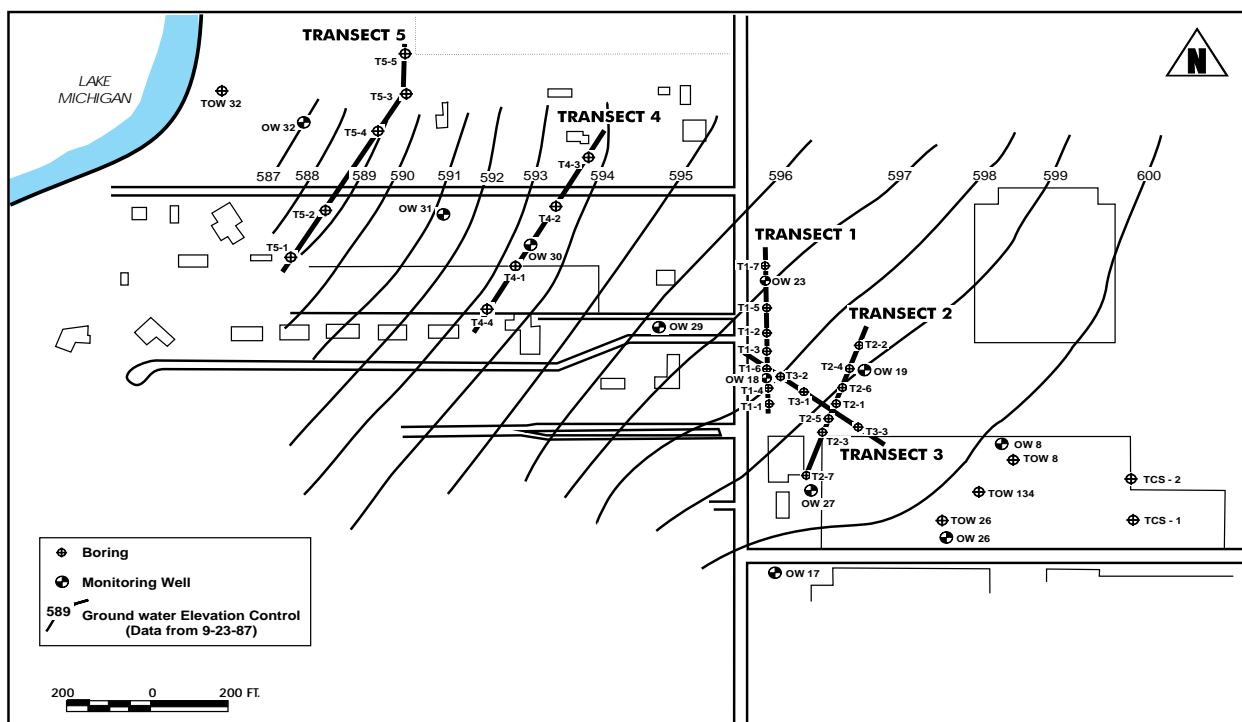 TRANSECT 5
N
T5-5
LAKE
MICHIGAN
TOW 32
T5-3
OW 32
T5-4
TRANSECT 4
T4-3
587
588
589
590
591
592
593
594
595
596
597
598
599
600
T5-2
OW 31
T4-2
T5-1
OW 30
T4-1
T4-4
OW 29
TRANSECT 1
T1-7
OW 23
T1-5
T1-2
T1-3
T1-6
OW 18
T1-4
T1-1
TRANSECT 2
T2-2
T2-4
OW 19
T3-2
T2-6
T3-1
T2-1
T2-5
T3-3
T2-3
TRANSECT 3
T2-7
OW 27
OW 8
TOW 8
TCS - 2
TOW 134
TOW 26
TCS - 1
OW 26
OW 17
Boring
Monitoring Well
589 Ground water Elevation Control
(Data from 9-23-87)
200 0 200 FT.